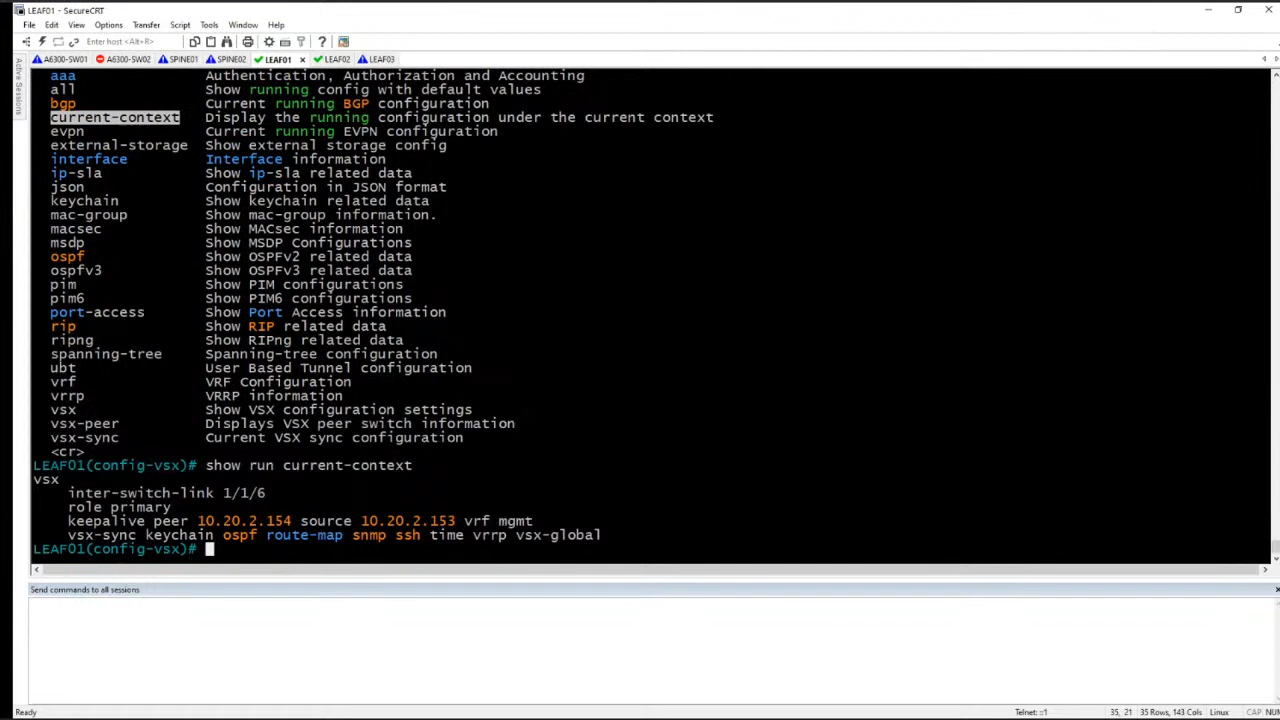 LEAF01 - SecureCRT
File Edit View Options Transfer Script Tools Window Help
Enter host <Alt+R>
Active Sessions
A6300-SW01 A6300-SW02 SPINE01 SPINE02 LEAF01 LEAF02 LEAF03
aaa Authentication, Authorization and Accounting
all Show running config with default values
bgp Current running BGP configuration
current-context Display the running configuration under the current context
evpn Current running EVPN configuration
external-storage Show external storage config
interface Interface information
ip-sla Show ip-sla related data
json Configuration in JSON format
keychain Show keychain related data
mac-group Show mac-group information.
macsec Show MACsec information
msdp Show MSDP Configurations
ospf Show OSPFv2 related data
ospfv3 Show OSPFv3 related data
pim Show PIM configurations
pim6 Show PIM6 configurations
port-access Show Port Access information
rip Show RIP related data
ripng Show RIPng related data
spanning-tree Spanning-tree configuration
ubt User Based Tunnel configuration
vrf VRF Configuration
vrrp VRRP information
vsx Show VSX configuration settings
vsx-peer Displays VSX peer switch information
vsx-sync Current VSX sync configuration
<cr>
LEAF01(config-vsx)# show run current-context
vsx
inter-switch-link 1/1/6
role primary
keepalive peer 10.20.2.154 source 10.20.2.153 vrf mgmt
vsx-sync keychain ospf route-map snmp ssh time vrrp vsx-global
LEAF01(config-vsx)#
Send commands to all sessions
Ready Telnet: ::1 35, 21 35 Rows, 143 Cols Linux CAP NUM